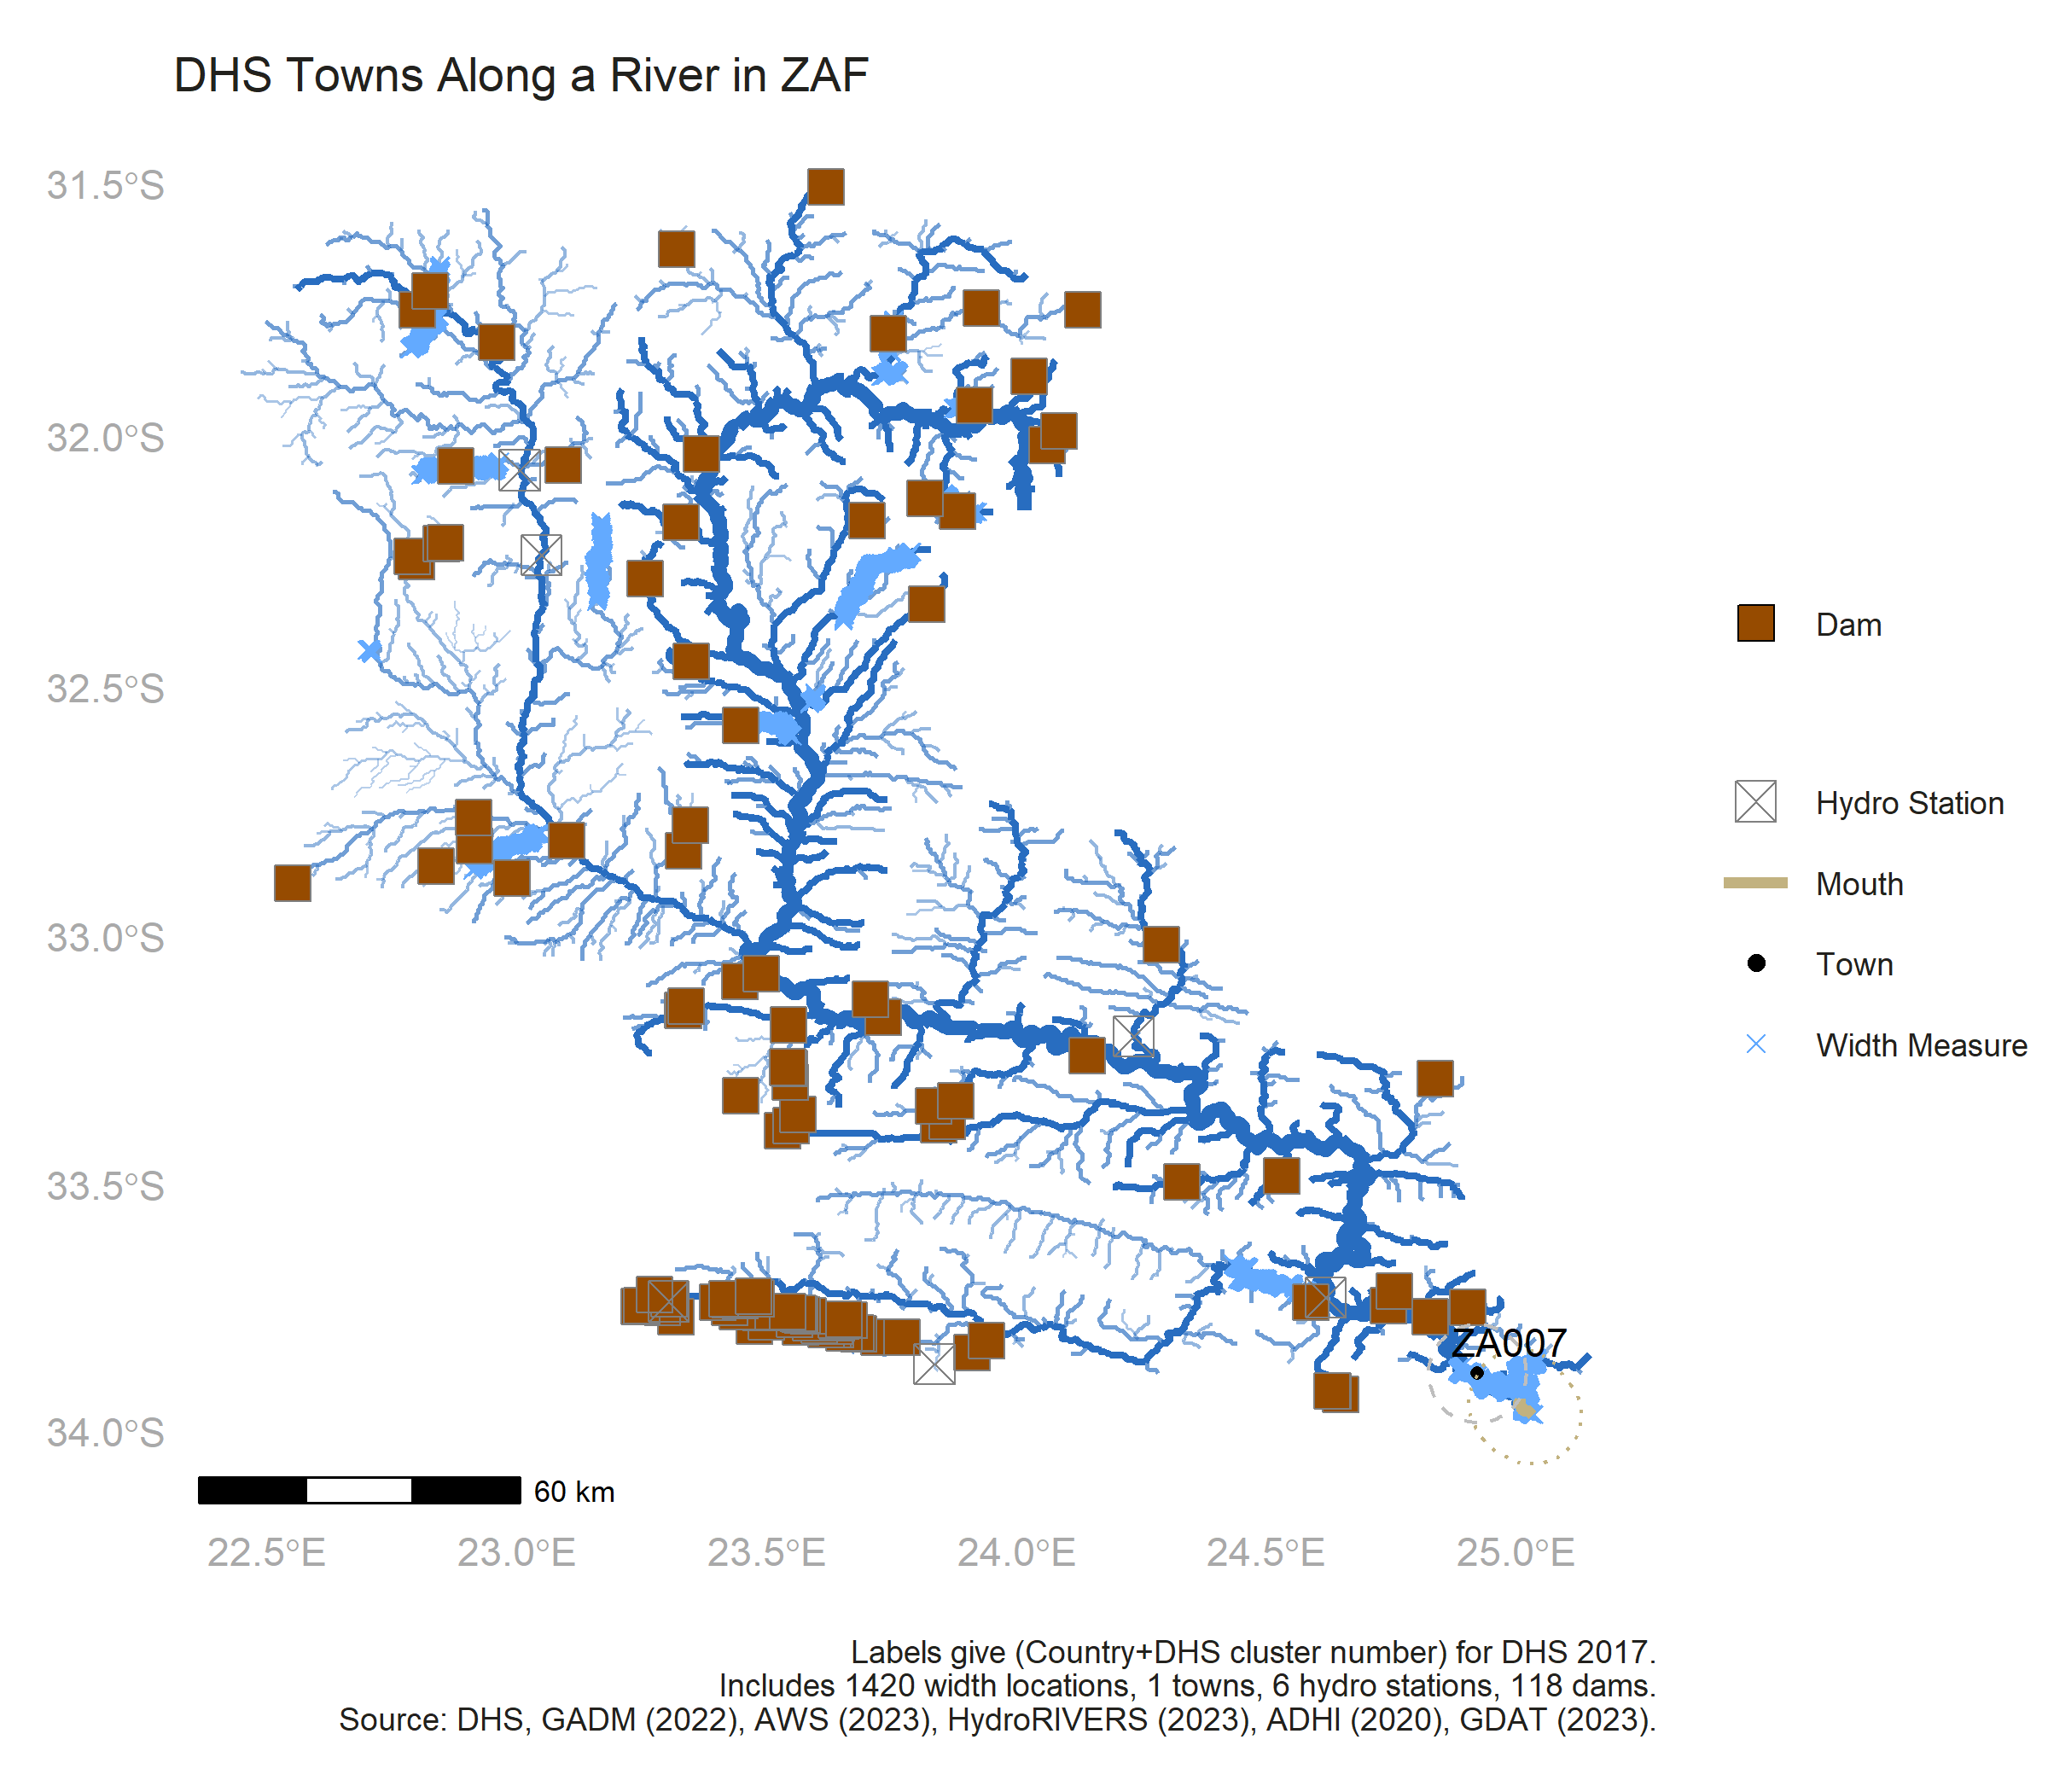 DHS Towns Along a River in ZAF
31.5°S
32.0°S
32.5°S
33.0°S
33.5°S
34.0°S
Dam
Hydro Station
Mouth
Town
Width Measure
ZA007
60 km
22.5°E
23.0°E
23.5°E
24.0°E
24.5°E
25.0°E
Labels give (Country+DHS cluster number) for DHS 2017.
Includes 1420 width locations, 1 towns, 6 hydro stations, 118 dams.
Source: DHS, GADM (2022), AWS (2023), HydroRIVERS (2023), ADHI (2020), GDAT (2023).